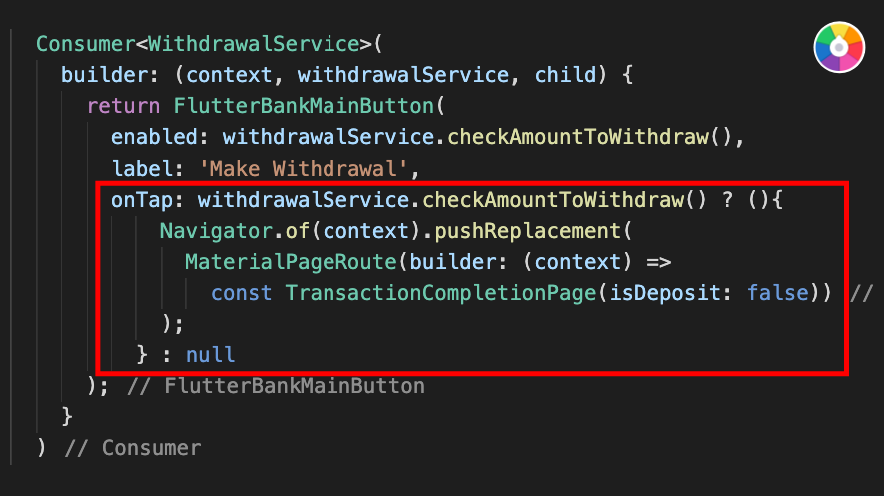 Consumer<WithdrawalService>(
builder: (context, withdrawalService, child) {
return FlutterBankMainButton(
enabled: withdrawalService.checkAmountToWithdraw(),
label: 'Make Withdrawal',
onTap: withdrawalService.checkAmountToWithdraw() ? (){
Navigator.of(context).pushReplacement(
MaterialPageRoute(builder: (context) =>
const TransactionCompletionPage(isDeposit: false)) //
);
} : null
); // FlutterBankMainButton
}
) // Consumer